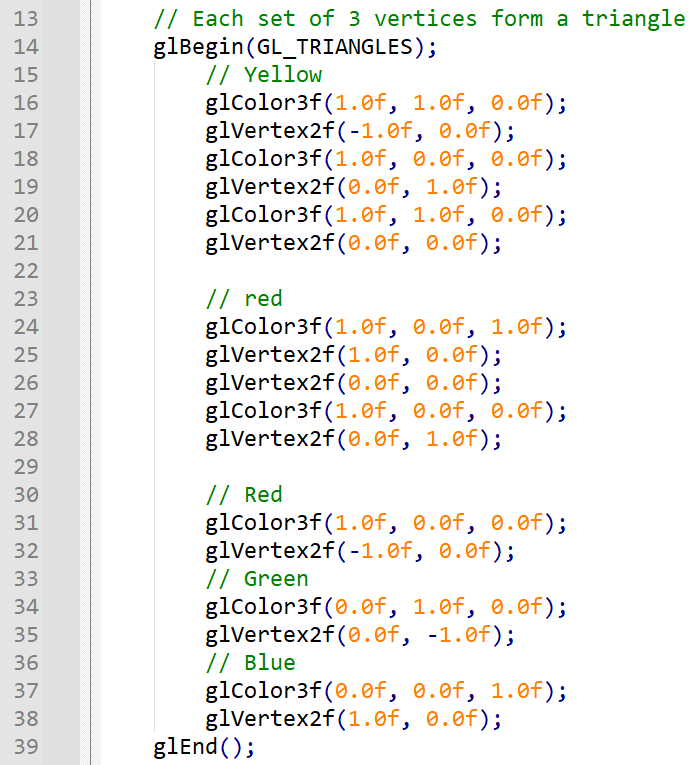 13 // Each set of 3 vertices form a triangle
14 glBegin(GL_TRIANGLES);
15 // Yellow
16 glColor3f(1.0f, 1.0f, 0.0f);
17 glVertex2f(-1.0f, 0.0f);
18 glColor3f(1.0f, 0.0f, 0.0f);
19 glVertex2f(0.0f, 1.0f);
20 glColor3f(1.0f, 1.0f, 0.0f);
21 glVertex2f(0.0f, 0.0f);
22
23 // red
24 glColor3f(1.0f, 0.0f, 1.0f);
25 glVertex2f(1.0f, 0.0f);
26 glVertex2f(0.0f, 0.0f);
27 glColor3f(1.0f, 0.0f, 0.0f);
28 glVertex2f(0.0f, 1.0f);
29
30 // Red
31 glColor3f(1.0f, 0.0f, 0.0f);
32 glVertex2f(-1.0f, 0.0f);
33 // Green
34 glColor3f(0.0f, 1.0f, 0.0f);
35 glVertex2f(0.0f, -1.0f);
36 // Blue
37 glColor3f(0.0f, 0.0f, 1.0f);
38 glVertex2f(1.0f, 0.0f);
39 glEnd();